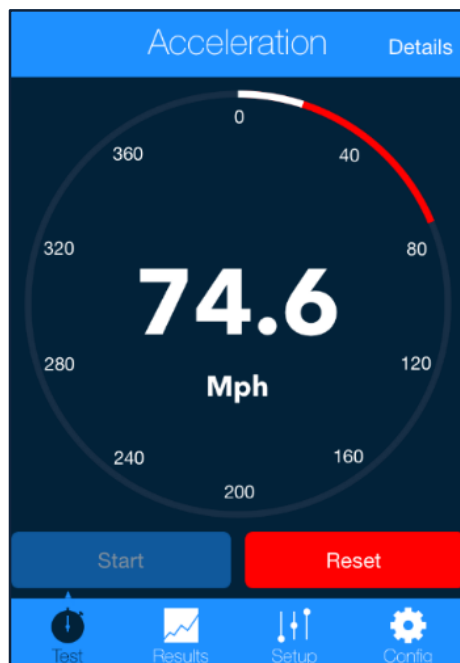 Acceleration Details
0
360 40
320 80
74.6
280 120
Mph
240 160
200
Start Reset
Test Results Setup Config